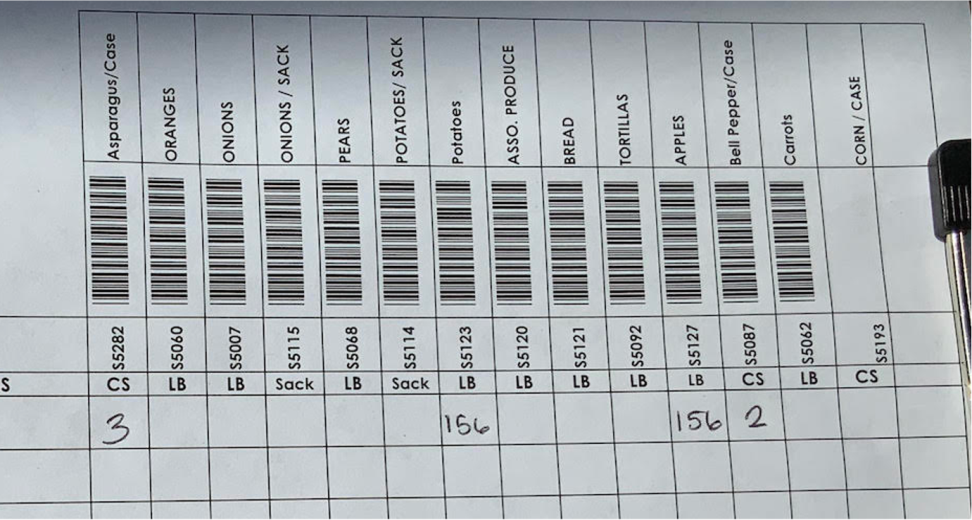 Asparagus/Case
ORANGES
ONIONS
ONIONS / SACK
PEARS
POTATOES/ SACK
Potatoes
ASSO. PRODUCE
BREAD
TORTILLAS
APPLES
Bell Pepper/Case
Carrots
CORN / CASE
S5282 S5060 S5007 S5115 S5068 S5114 S5123 S5120 S5121 S5092 S5127 S5087 S5062 S5193
S CS LB LB Sack LB Sack LB LB LB LB LB CS LB CS
3 156 156 2